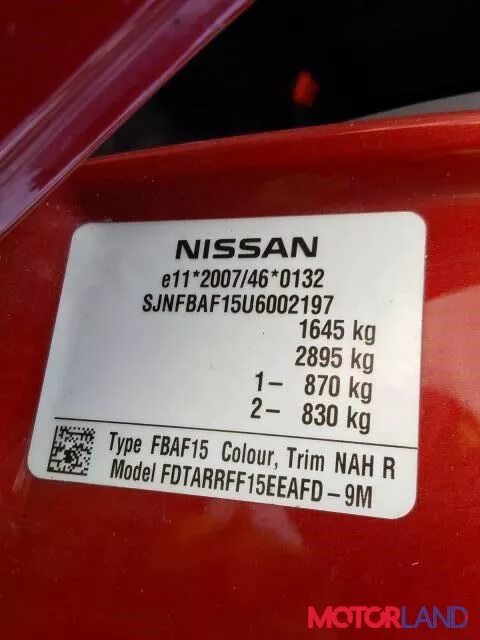 NISSAN
e11*2007/46*0132
SJNFBAF15U6002197
1645 kg
2895 kg
1- 870 kg
2- 830 kg
Type FBAF15 Colour, Trim NAH R
Model FDTARRFF15EEAFD-9M
MOTORLAND